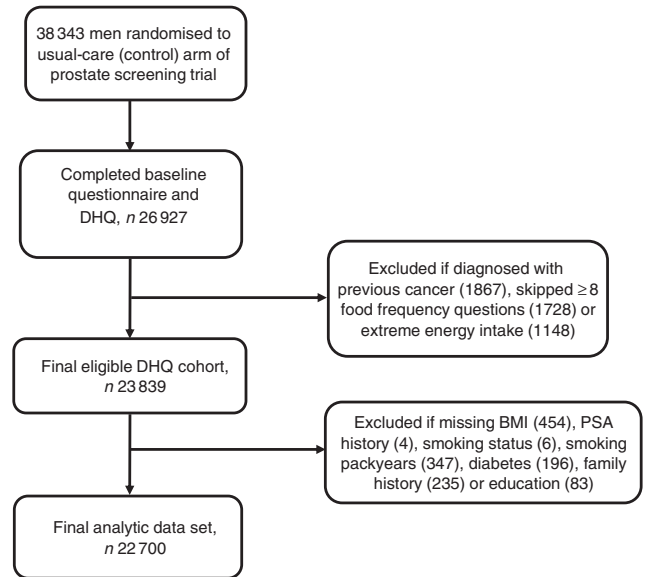 38 343 men randomised to
usual-care (control) arm of
prostate screening trial
Completed baseline
questionnaire and
DHQ, n 26 927
Excluded if diagnosed with
previous cancer (1867), skipped ≥8
food frequency questions (1728) or
extreme energy intake (1148)
Final eligible DHQ cohort,
n 23 839
Excluded if missing BMI (454), PSA
history (4), smoking status (6), smoking
packyears (347), diabetes (196), family
history (235) or education (83)
Final analytic data set,
n 22 700